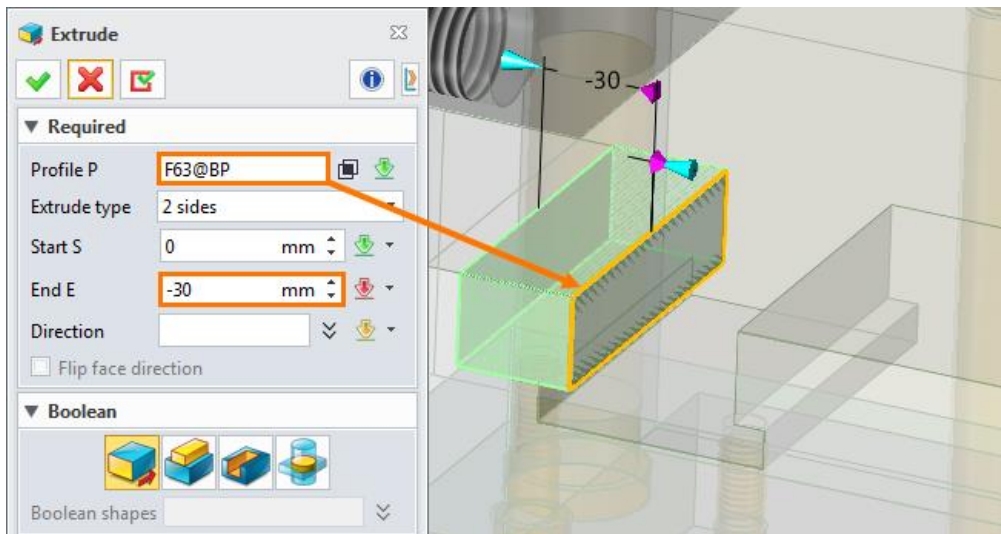 Extrude
Required
Profile P F63@BP
Extrude type 2 sides
Start S 0 mm
End E -30 mm
Direction
Flip face direction
Boolean
Boolean shapes
-30